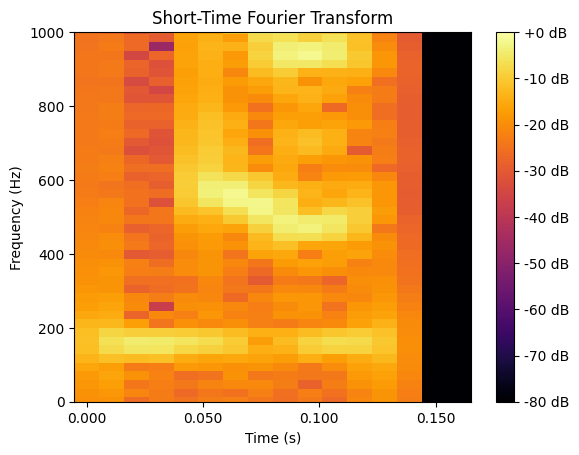 Short-Time Fourier Transform
1000
800
600
400
200
0
Frequency (Hz)
0.000
0.050
0.100
0.150
Time (s)
+0 dB
-10 dB
-20 dB
-30 dB
-40 dB
-50 dB
-60 dB
-70 dB
-80 dB